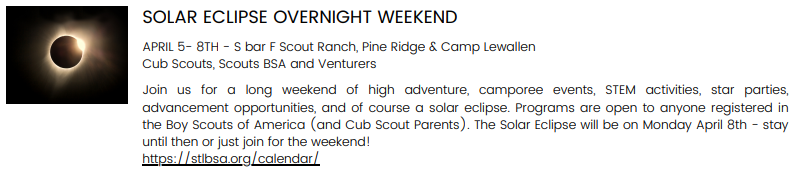 SOLAR ECLIPSE OVERNIGHT WEEKEND
APRIL 5- 8TH - S bar F Scout Ranch, Pine Ridge & Camp Lewallen
Cub Scouts, Scouts BSA and Venturers
Join us for a long weekend of high adventure, camporee events, STEM activities, star parties,
advancement opportunities, and of course a solar eclipse. Programs are open to anyone registered in
the Boy Scouts of America (and Cub Scout Parents). The Solar Eclipse will be on Monday April 8th - stay
until then or just join for the weekend!
https://stlbsa.org/calendar/